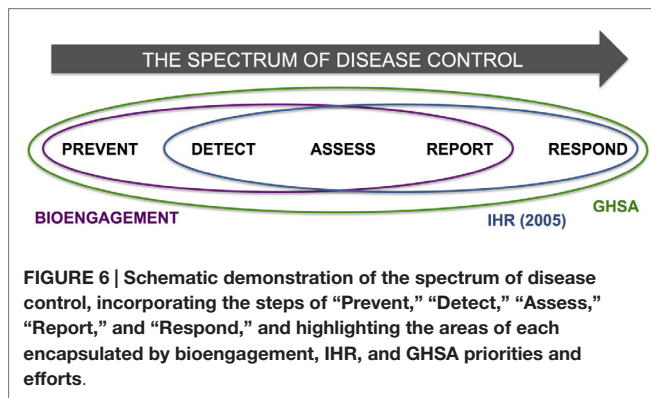 THE SPECTRUM OF DISEASE CONTROL
PREVENT DETECT ASSESS REPORT RESPOND
BIOENGAGEMENT IHR (2005) GHSA
FIGURE 6 | Schematic demonstration of the spectrum of disease
control, incorporating the steps of “Prevent,” “Detect,” “Assess,”
“Report,” and “Respond,” and highlighting the areas of each
encapsulated by bioengagement, IHR, and GHSA priorities and
efforts.